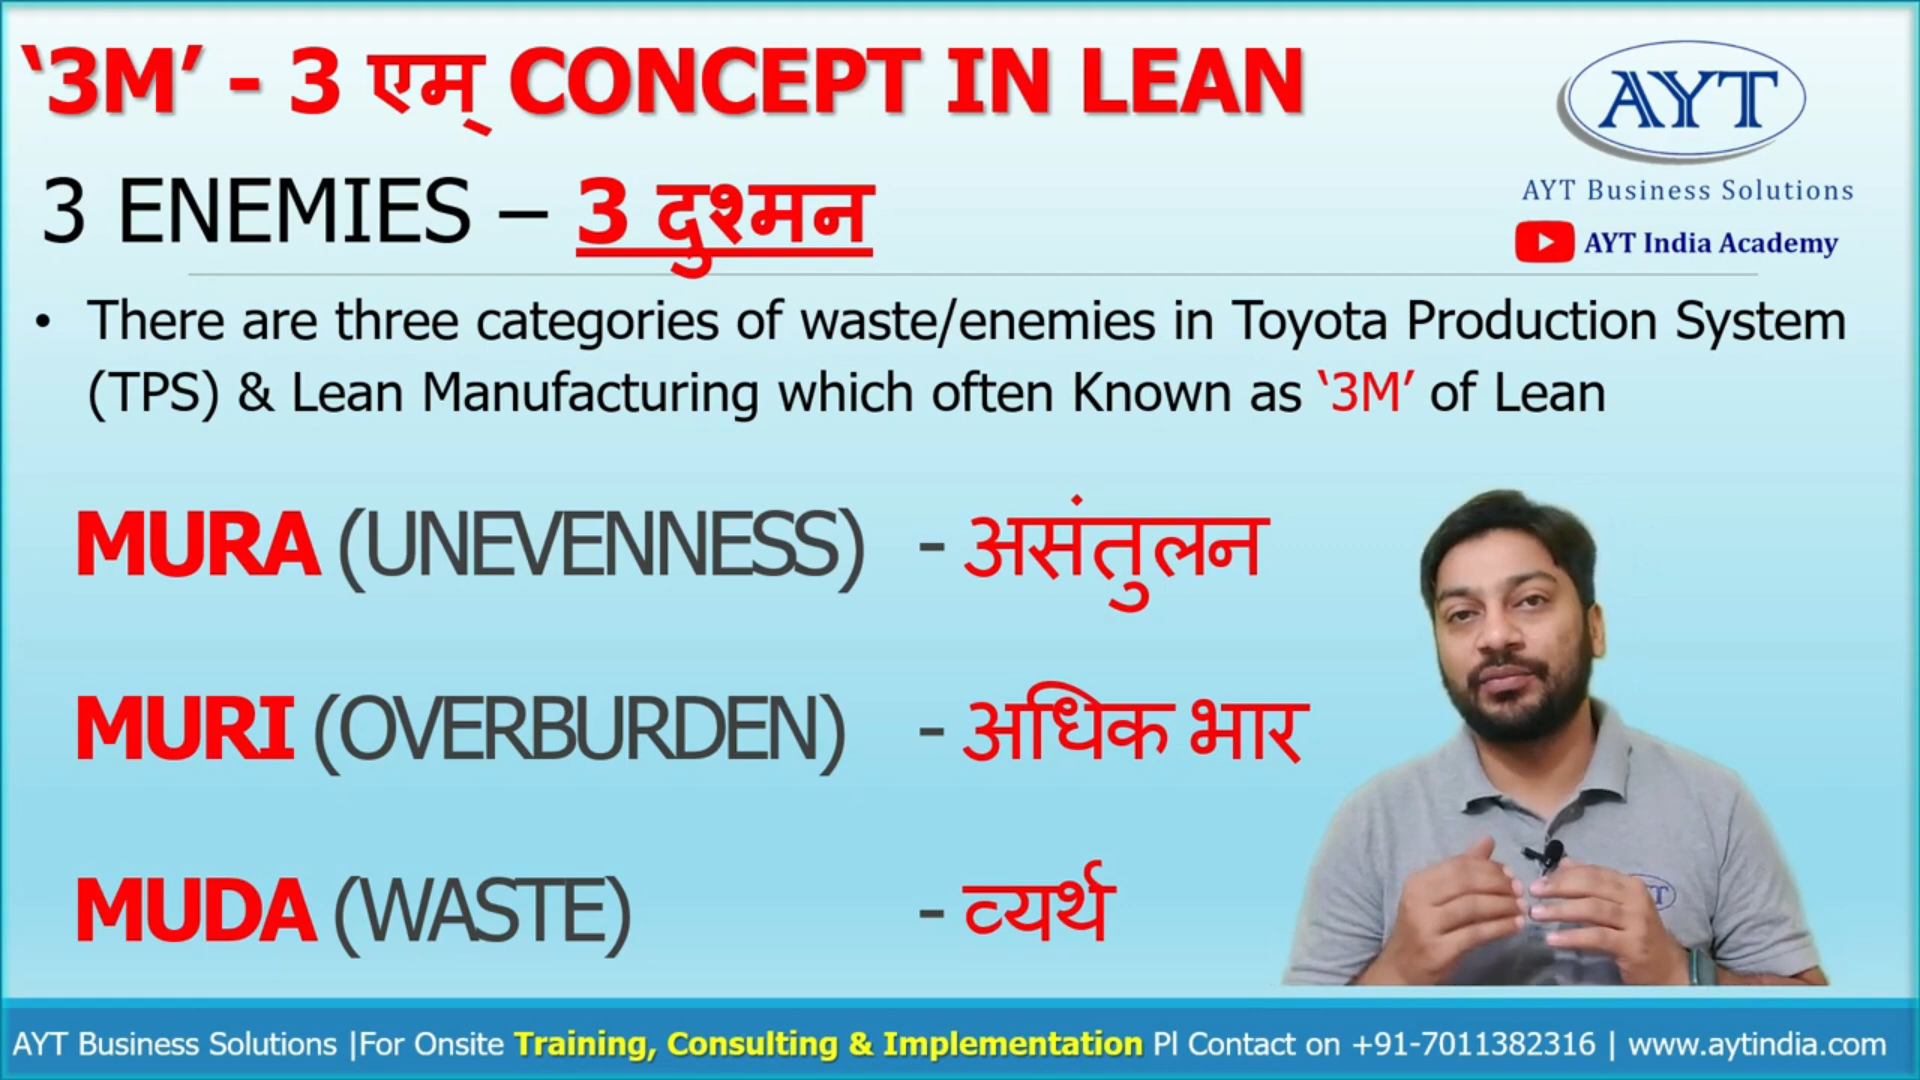 ‘3M’ - 3 एम् CONCEPT IN LEAN
AYT
3 ENEMIES – 3 दुश्मन
AYT Business Solutions
AYT India Academy
• There are three categories of waste/enemies in Toyota Production System
(TPS) & Lean Manufacturing which often Known as ‘3M’ of Lean
MURA (UNEVENNESS) - असंतुलन
MURI (OVERBURDEN) - अधिक भार
MUDA (WASTE) - व्यर्थ
AYT Business Solutions |For Onsite Training, Consulting & Implementation Pl Contact on +91-7011382316 | www.aytindia.com